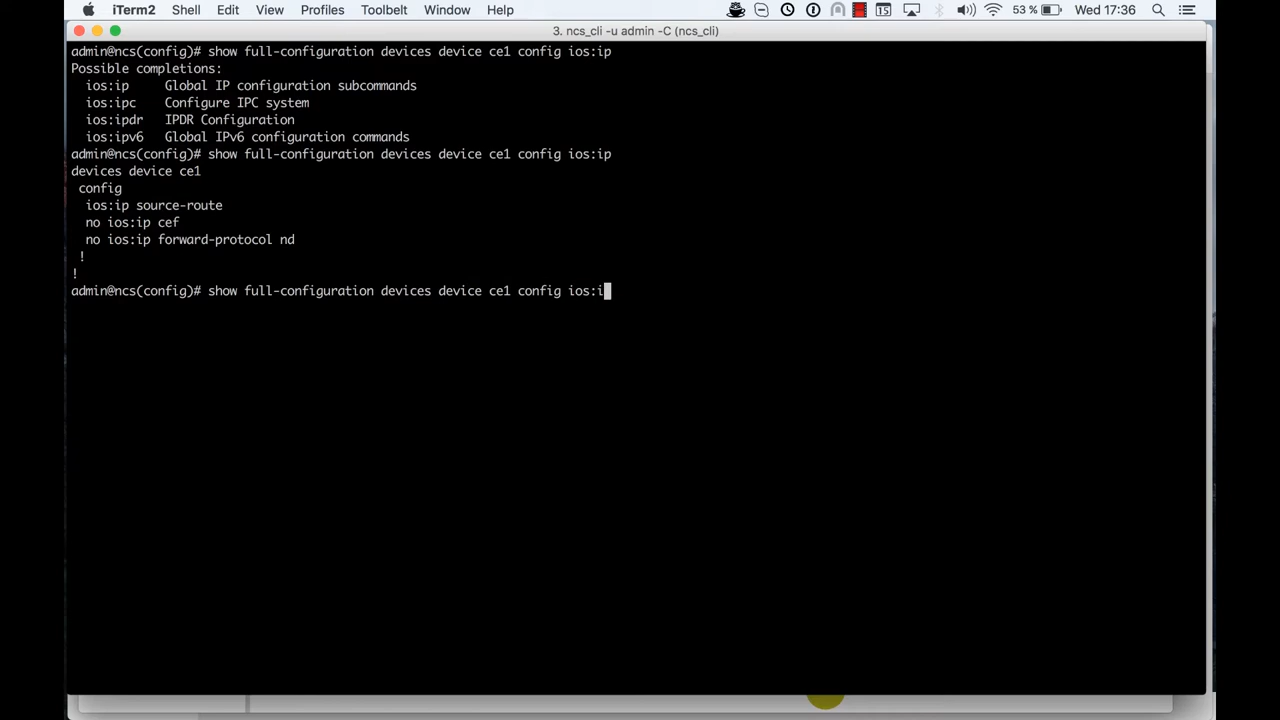 iTerm2 Shell Edit View Profiles Toolbelt Window Help 15 53 % Wed 17:36
3. ncs_cli -u admin -C (ncs_cli)
admin@ncs(config)# show full-configuration devices device ce1 config ios:ip
Possible completions:
ios:ip Global IP configuration subcommands
ios:ipc Configure IPC system
ios:ipdr IPDR Configuration
ios:ipv6 Global IPv6 configuration commands
admin@ncs(config)# show full-configuration devices device ce1 config ios:ip
devices device ce1
config
ios:ip source-route
no ios:ip cef
no ios:ip forward-protocol nd
!
!
admin@ncs(config)# show full-configuration devices device ce1 config ios:i